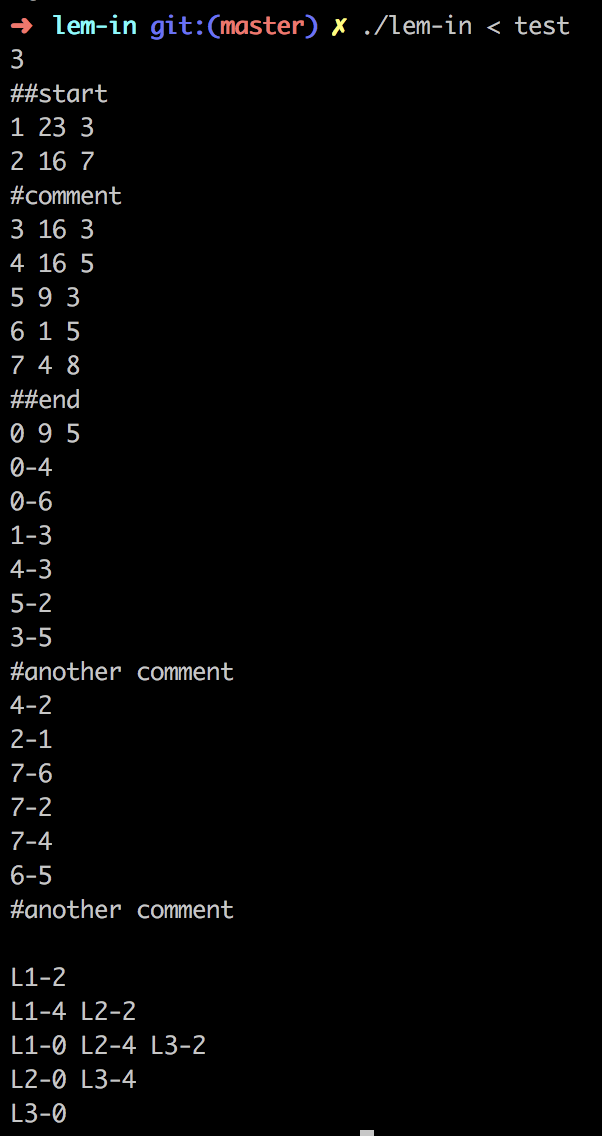 ➜ lem-in git:(master) ✗ ./lem-in < test
3
##start
1 23 3
2 16 7
#comment
3 16 3
4 16 5
5 9 3
6 1 5
7 4 8
##end
0 9 5
0-4
0-6
1-3
4-3
5-2
3-5
#another comment
4-2
2-1
7-6
7-2
7-4
6-5
#another comment

L1-2
L1-4 L2-2
L1-0 L2-4 L3-2
L2-0 L3-4
L3-0